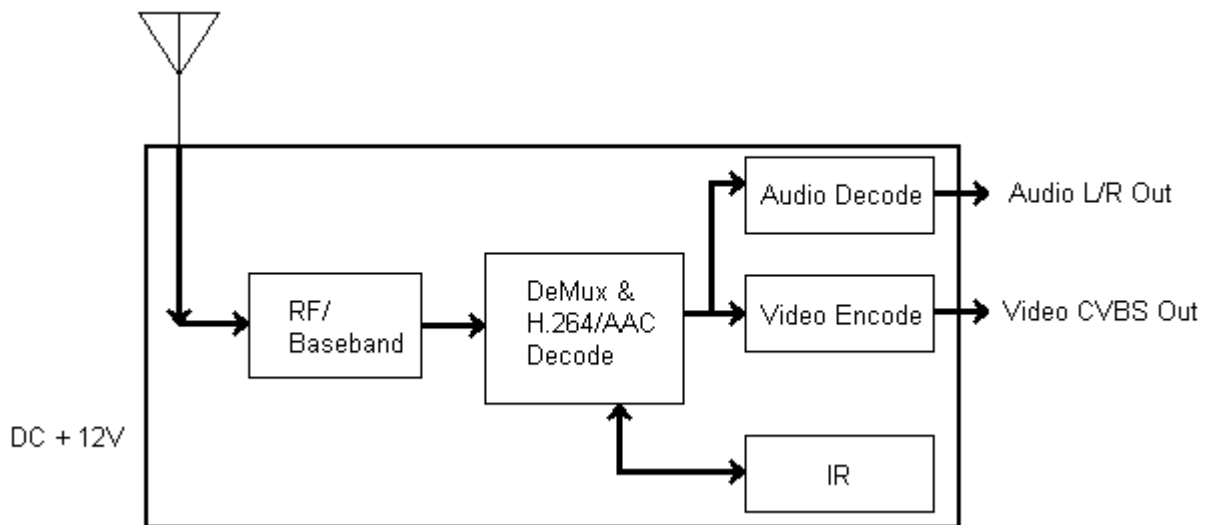 Audio Decode
Audio L/R Out
RF/
Baseband
DeMux &
H.264/AAC
Decode
Video Encode
Video CVBS Out
DC + 12V
IR